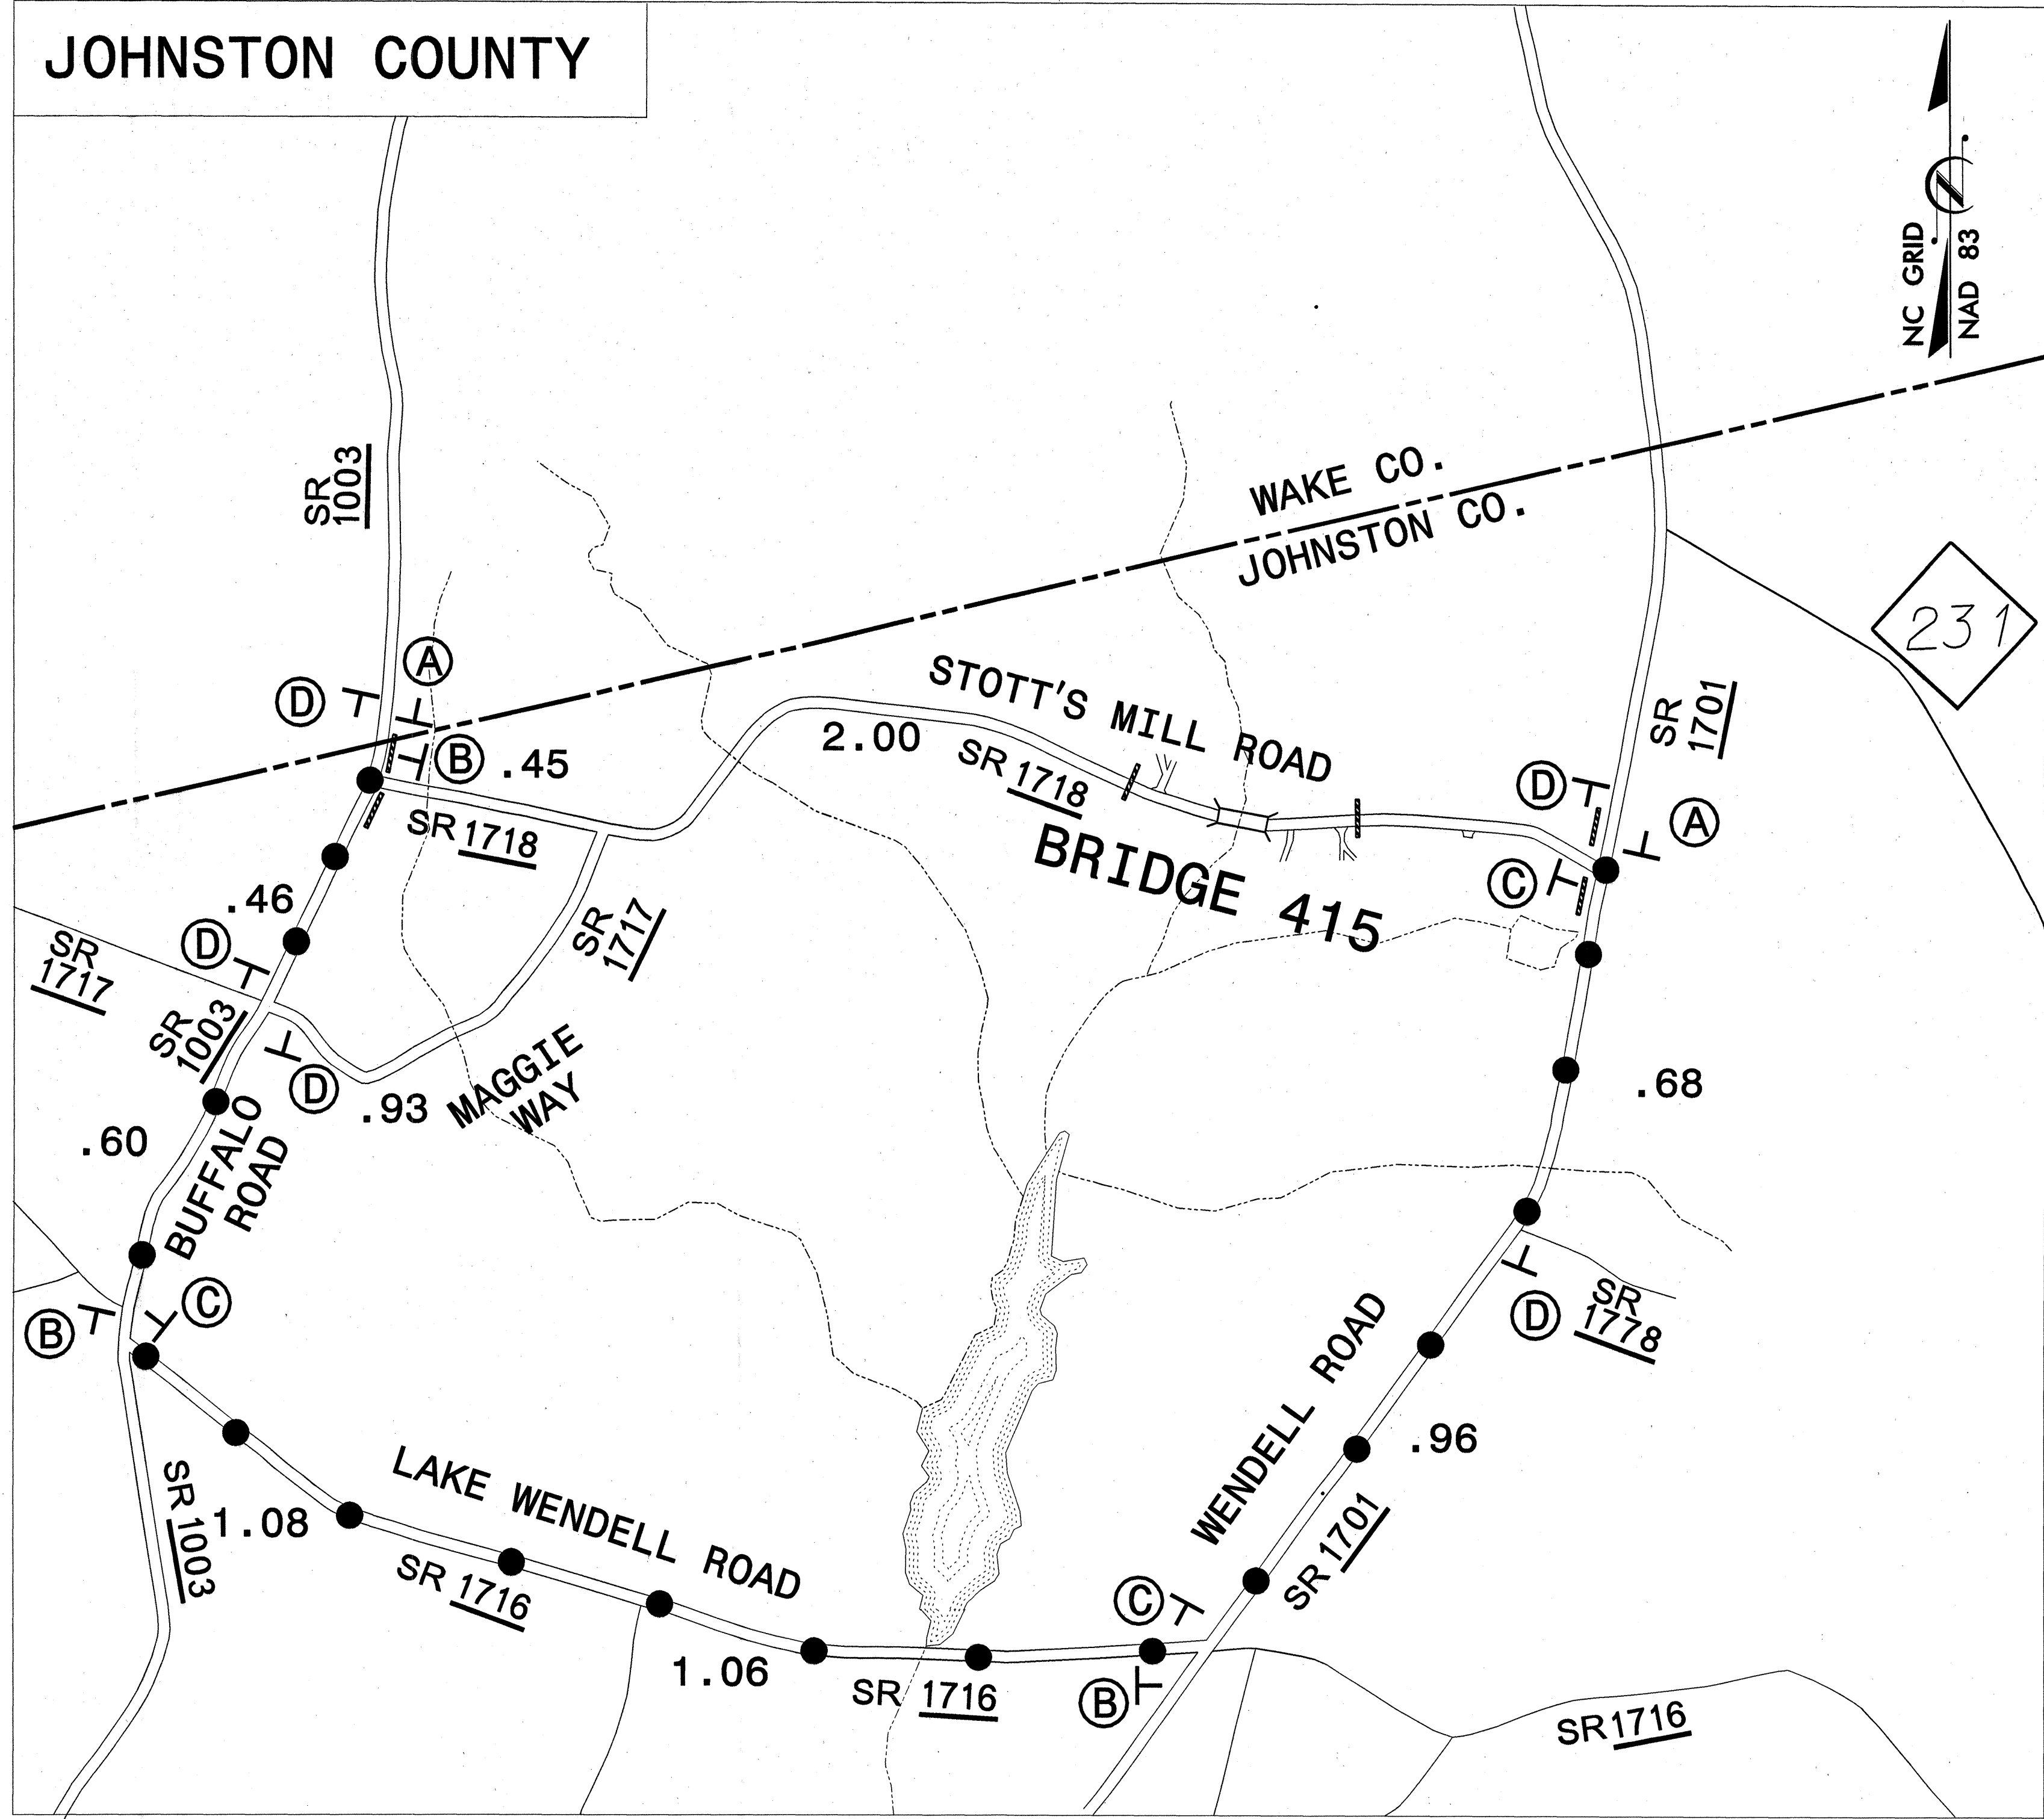 JOHNSTON COUNTY
NC GRID
NAD 83
N
SR
1003
WAKE CO.
JOHNSTON CO.
231
A
D
B
.45
STOTT'S MILL ROAD
2.00
SR 1718
SR
1701
D
A
SR 1718
BRIDGE 415
C
.46
D
SR
1717
SR
1717
SR
1003
D
.93
MAGGIE
WAY
.68
.60
BUFFALO
ROAD
C
B
D
SR
1778
WENDELL ROAD
.96
LAKE WENDELL ROAD
SR 1003
1.08
SR 1716
SR 1701
C
1.06
SR 1716
B
SR 1716